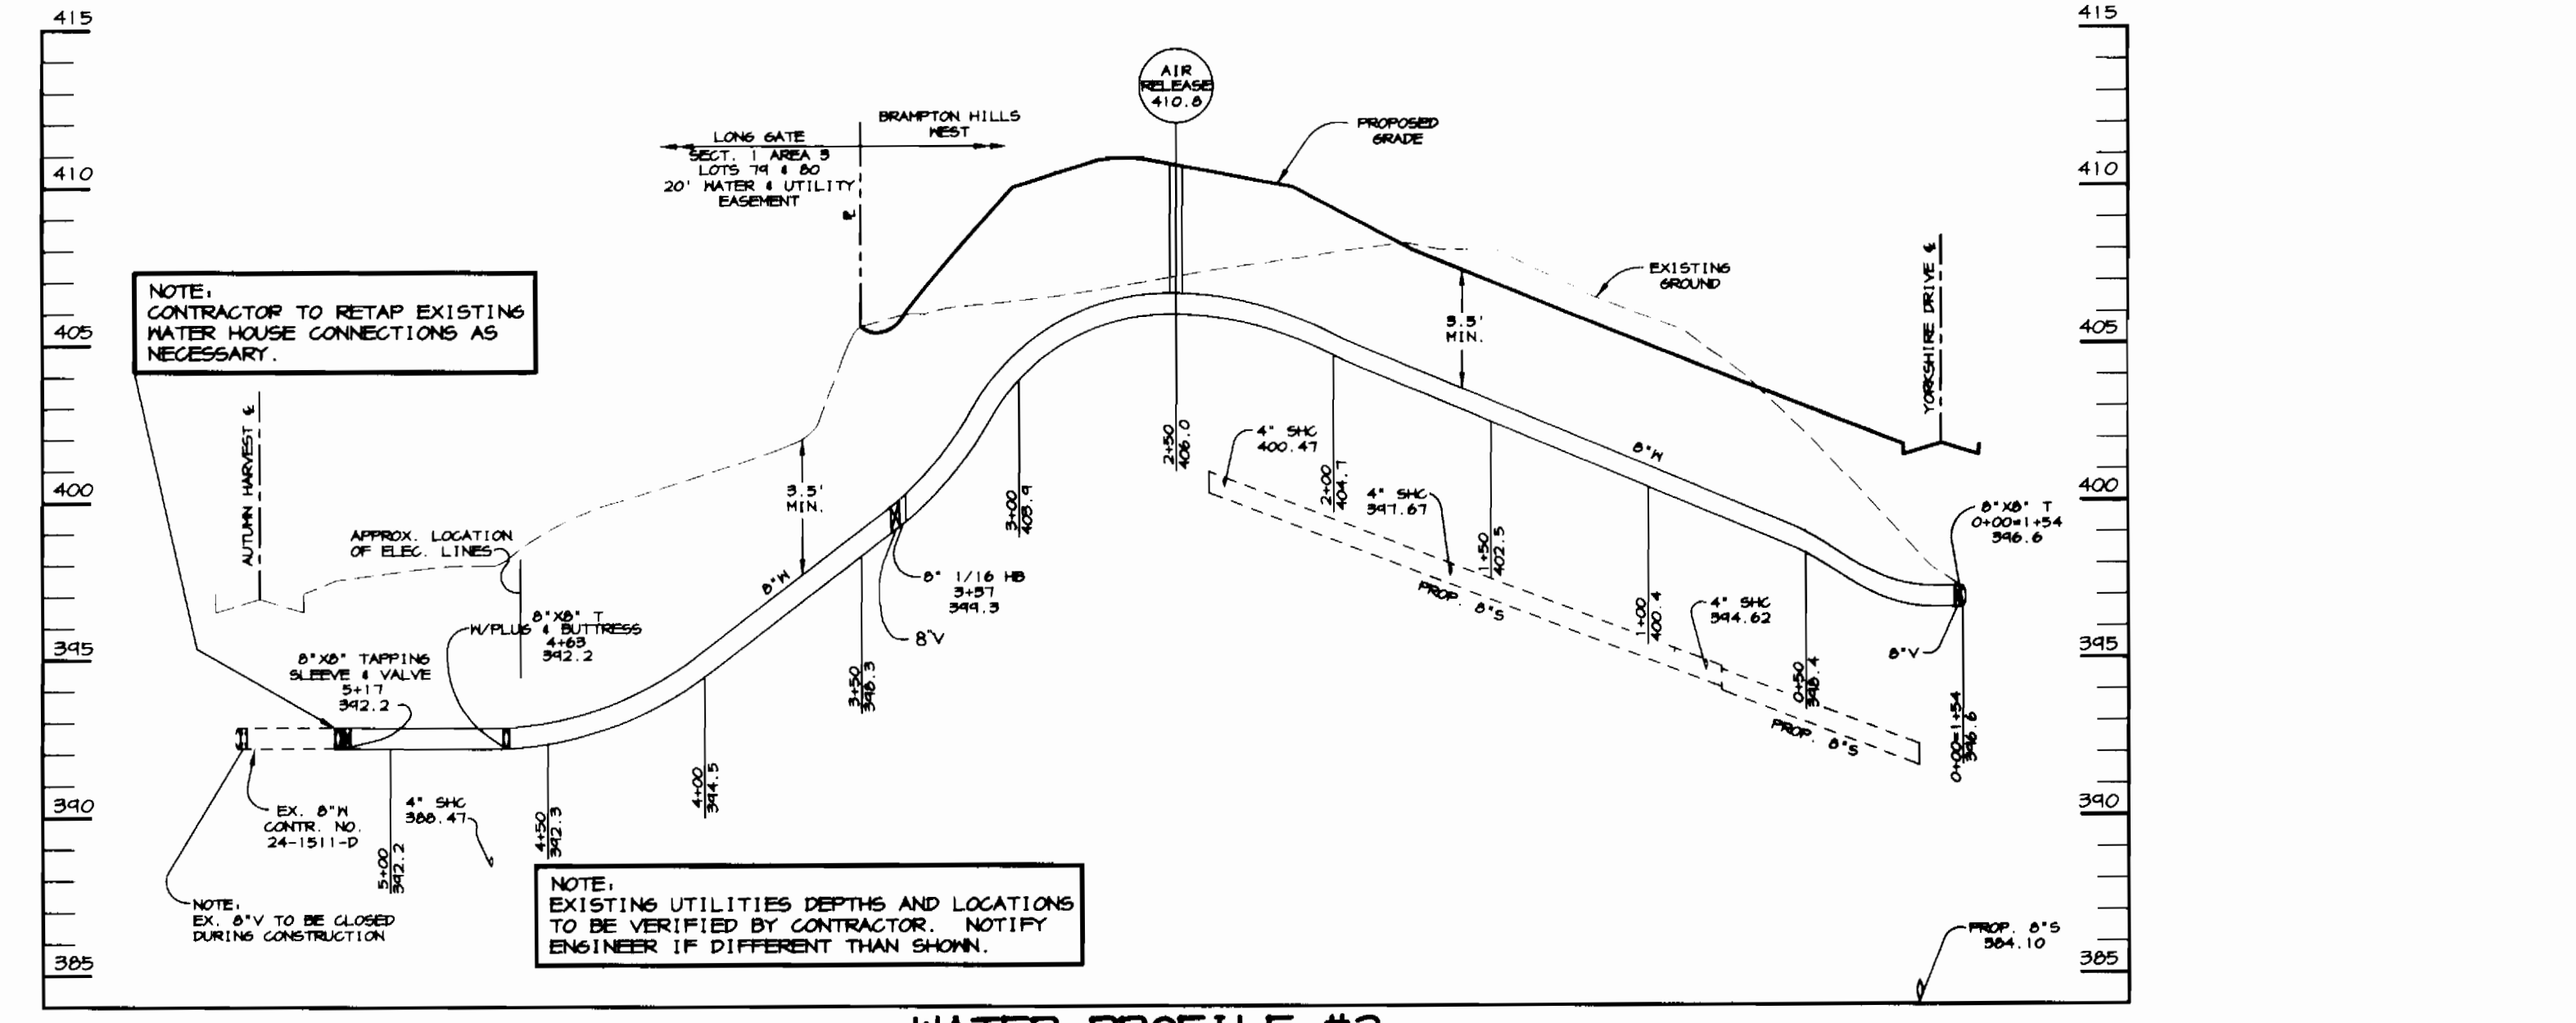 415
410
405
400
395
390
385
415
410
405
400
395
390
385
AIR
RELEASE
410.8
LONG GATE
SECT. 1 AREA 3
LOTS 79 & 80
20' WATER & UTILITY
EASEMENT
BRAMPTON HILLS
WEST
PROPOSED
GRADE
EXISTING
GROUND
NOTE:
CONTRACTOR TO RETAP EXISTING
WATER HOUSE CONNECTIONS AS
NECESSARY.
AUTUMN HARVEST ℄
YORKSHIRE DRIVE ℄
3.5'
MIN.
3.5'
MIN.
APPROX. LOCATION
OF ELEC. LINES
8"W
8"W
8"X8" T
W/PLUG & BUTTRESS
4+63
392.2
8"X8" TAPPING
SLEEVE & VALVE
5+17
392.2
8" 1/16 HB
3+37
399.3
8"V
4" SHC
400.47
4" SHC
397.67
4" SHC
394.62
PROP. 8"S
PROP. 8"S
8"X8" T
0+00=1+54
396.6
8"V
5+00
392.2
4+50
392.3
4+00
394.5
3+50
398.3
3+00
403.9
2+50
406.0
2+00
404.7
1+50
402.5
1+00
400.4
0+50
398.4
0+00=1+54
396.6
EX. 8"W
CONTR. NO.
24-1511-D
4" SHC
388.47
NOTE:
EX. 8"V TO BE CLOSED
DURING CONSTRUCTION
NOTE:
EXISTING UTILITIES DEPTHS AND LOCATIONS
TO BE VERIFIED BY CONTRACTOR. NOTIFY
ENGINEER IF DIFFERENT THAN SHOWN.
PROP. 8"S
384.10
WATER PROFILE #2